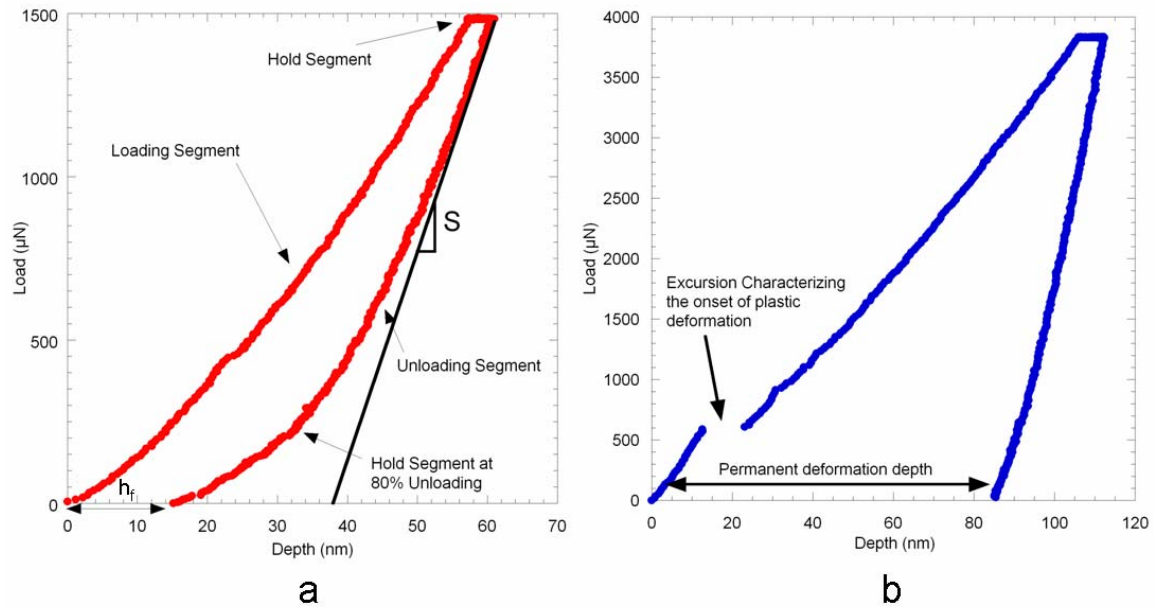 1500
1000
500
0
Load (µN)
Hold Segment
Loading Segment
S
Unloading Segment
Hold Segment at
80% Unloading
hf
0 10 20 30 40 50 60 70
Depth (nm)
a
4000
3500
3000
2500
2000
1500
1000
500
0
Load (µN)
Excursion Characterizing
the onset of plastic
deformation
Permanent deformation depth
0 20 40 60 80 100 120
Depth (nm)
b